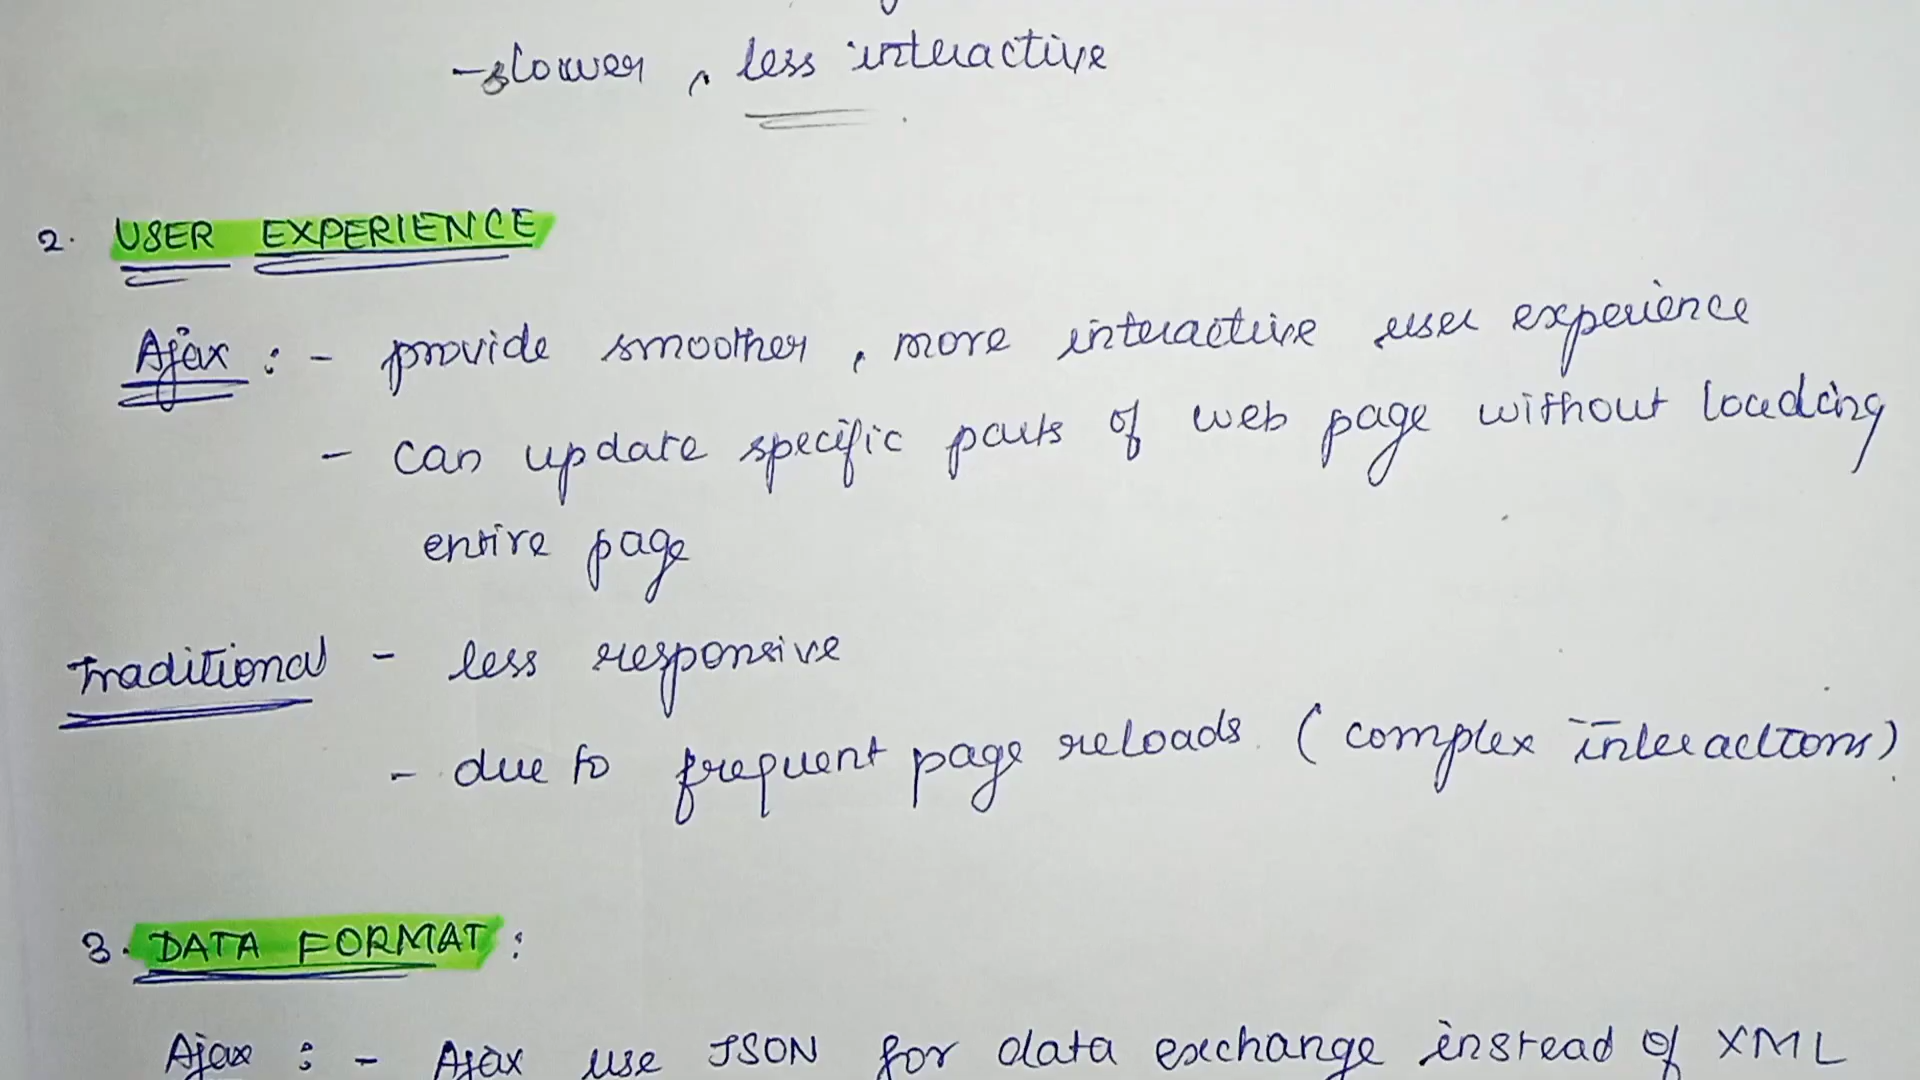 - slower, less interactive
2. USER EXPERIENCE
Ajax : - provide smoother, more interactive user experience
- can update specific parts of web page without loading
entire page
Traditional - less responsive
- due to frequent page reloads. (complex interactions)
3. DATA FORMAT :
Ajax : - Ajax use JSON for data exchange instead of XML